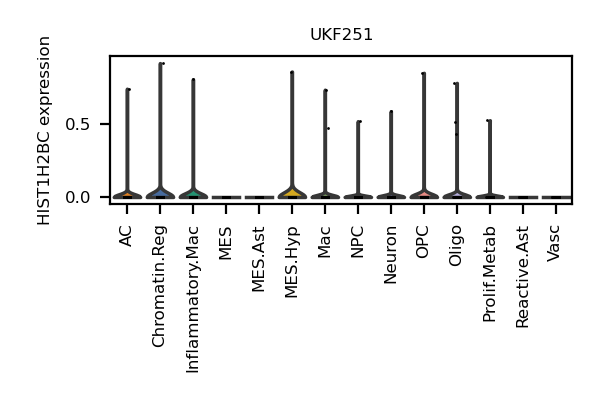 UKF251
HIST1H2BC expression
0.5
0.0
AC
Chromatin.Reg
Inflammatory.Mac
MES
MES.Ast
MES.Hyp
Mac
NPC
Neuron
OPC
Oligo
Prolif.Metab
Reactive.Ast
Vasc